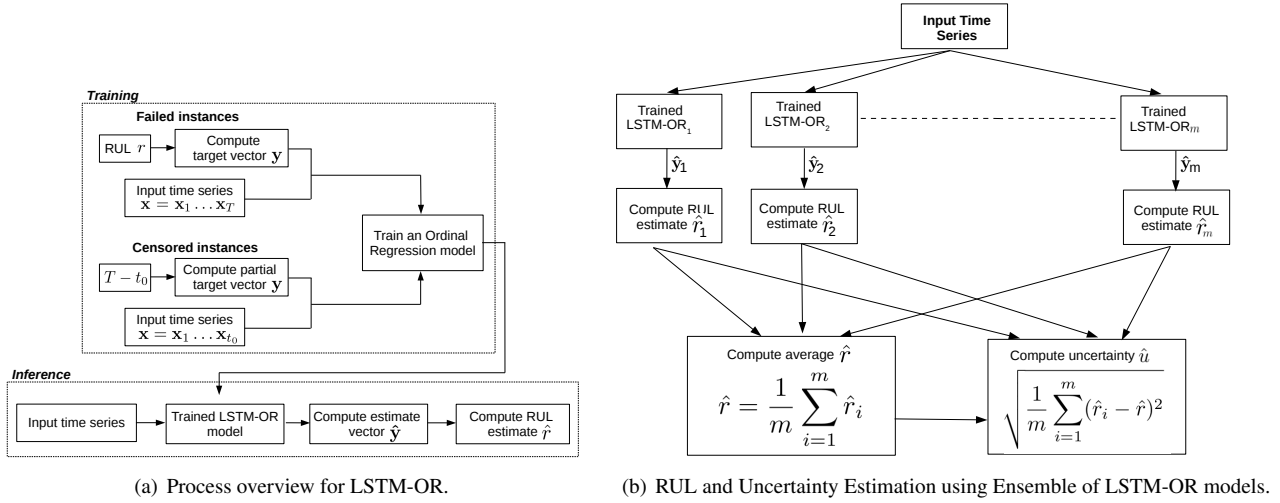 Training
Failed instances
RUL r
Compute
target vector y
Input time series
x = x₁ … x_T
Censored instances
T − t₀
Compute partial
target vector y
Input time series
x = x₁ … x_{t₀}
Train an Ordinal
Regression model
Inference
Input time series
Trained LSTM-OR
model
Compute estimate
vector ŷ
Compute RUL
estimate r̂
(a) Process overview for LSTM-OR.
Input Time
Series
Trained
LSTM-OR₁
Trained
LSTM-OR₂
Trained
LSTM-ORₘ
ŷ₁
ŷ₂
ŷₘ
Compute RUL
estimate r̂₁
Compute RUL
estimate r̂₂
Compute RUL
estimate r̂ₘ
Compute average r̂
r̂ = 1/m ∑_{i=1}^{m} r̂ᵢ
Compute uncertainty û
√(1/m ∑_{i=1}^{m} (r̂ᵢ − r̂)²)
(b) RUL and Uncertainty Estimation using Ensemble of LSTM-OR models.